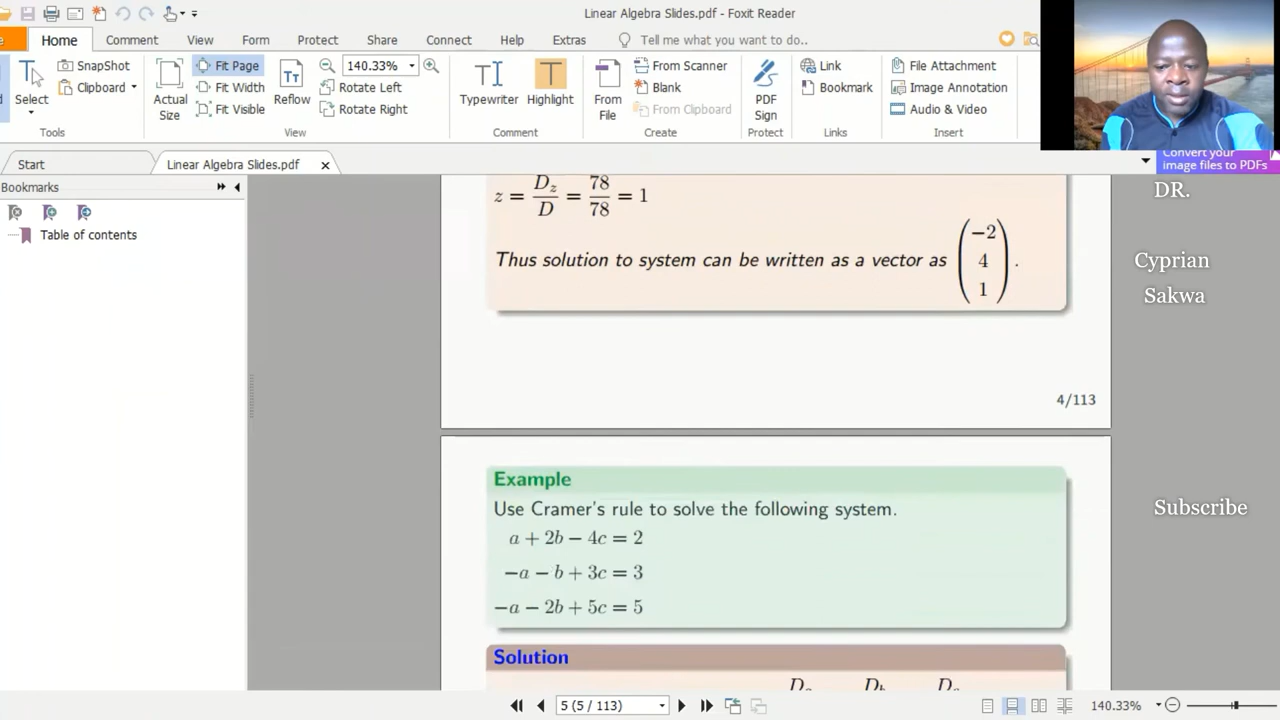 Linear Algebra Slides.pdf - Foxit Reader
Home Comment View Form Protect Share Connect Help Extras Tell me what you want to do..
Select
SnapShot
Clipboard
Tools
Actual Size
Fit Page
Fit Width
Fit Visible
Reflow
140.33%
Rotate Left
Rotate Right
View
Typewriter Highlight
Comment
From File
From Scanner
Blank
From Clipboard
Create
PDF Sign
Protect
Link
Bookmark
Links
File Attachment
Image Annotation
Audio & Video
Insert
Start Linear Algebra Slides.pdf
Convert your
image files to PDFs
Bookmarks
Table of contents
z = D_z/D = 78/78 = 1
Thus solution to system can be written as a vector as (−2 4 1).
4/113
Example
Use Cramer's rule to solve the following system.
a + 2b − 4c = 2
−a − b + 3c = 3
−a − 2b + 5c = 5
Solution
DR.
Cyprian
Sakwa
Subscribe
5 (5 / 113)
140.33%